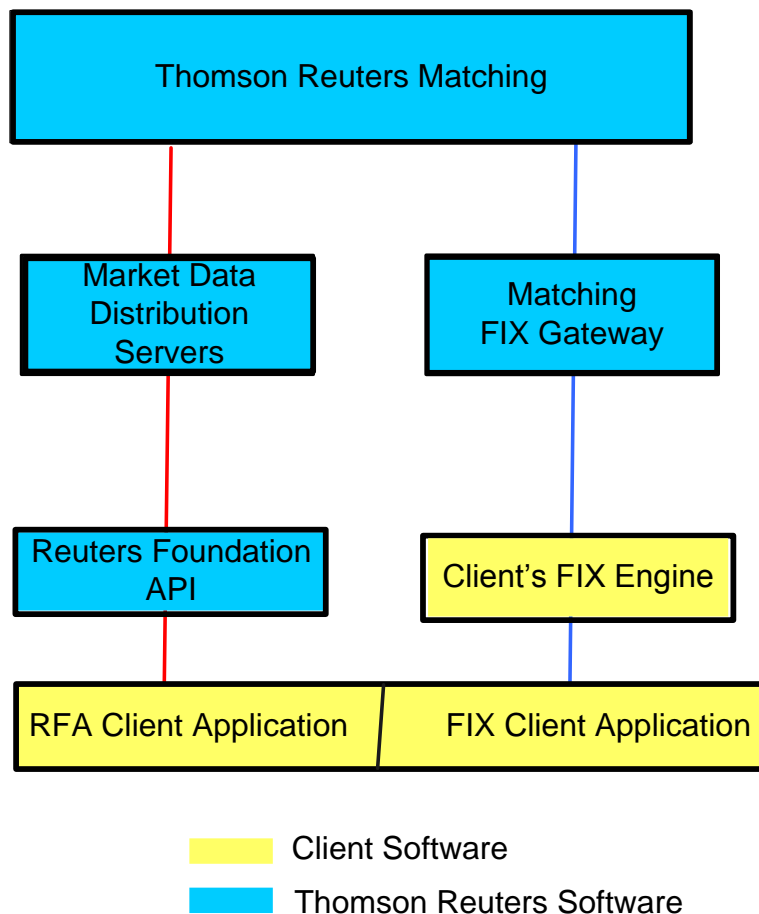 Thomson Reuters Matching
Market Data
Distribution
Servers
Matching
FIX Gateway
Reuters Foundation
API
Client's FIX Engine
RFA Client Application
FIX Client Application
Client Software
Thomson Reuters Software